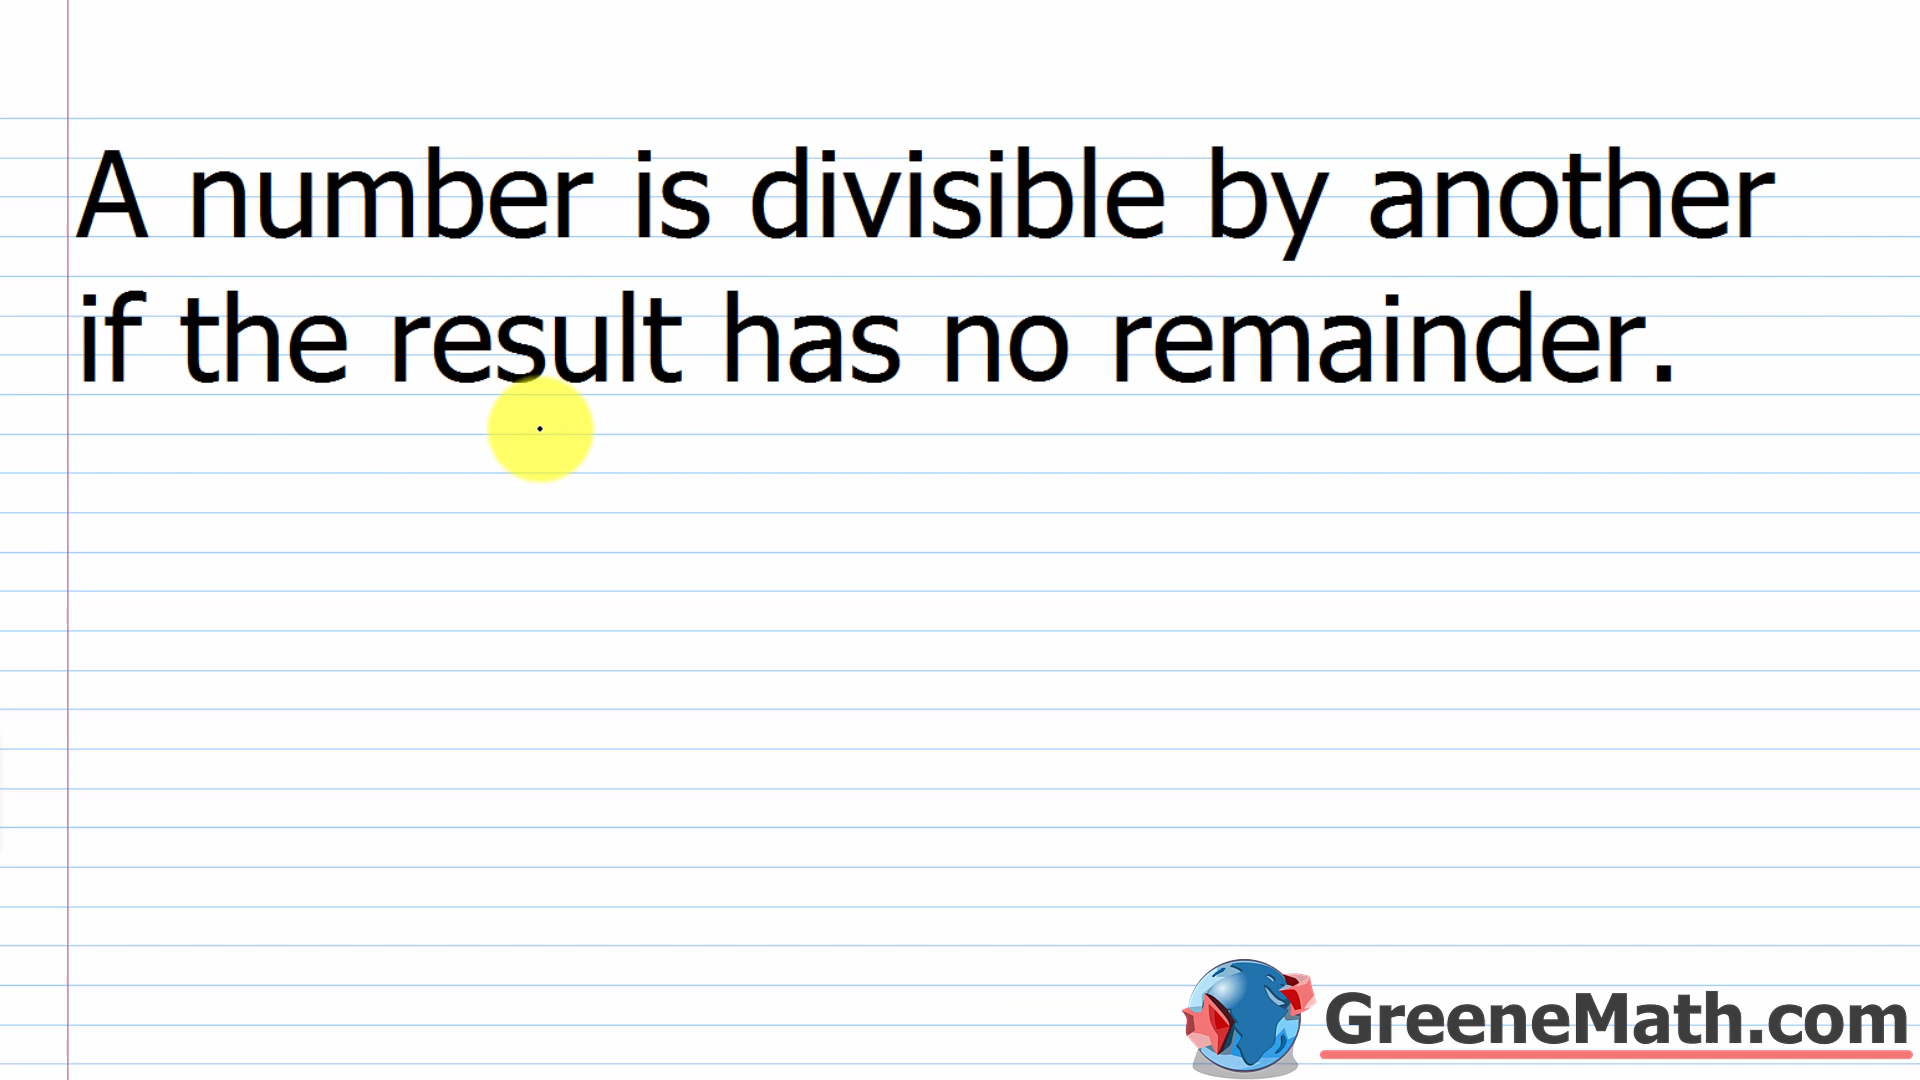 A number is divisible by another
if the result has no remainder.
GreeneMath.com